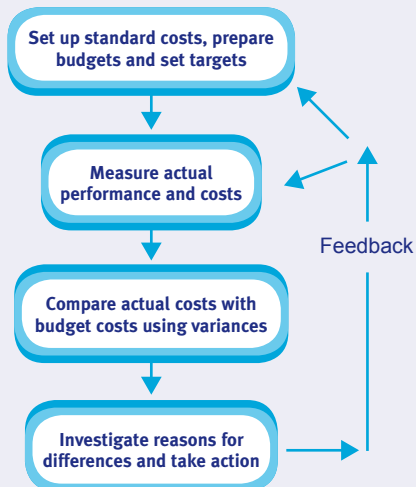 Set up standard costs, prepare
budgets and set targets
Measure actual
performance and costs
Feedback
Compare actual costs with
budget costs using variances
Investigate reasons for
differences and take action